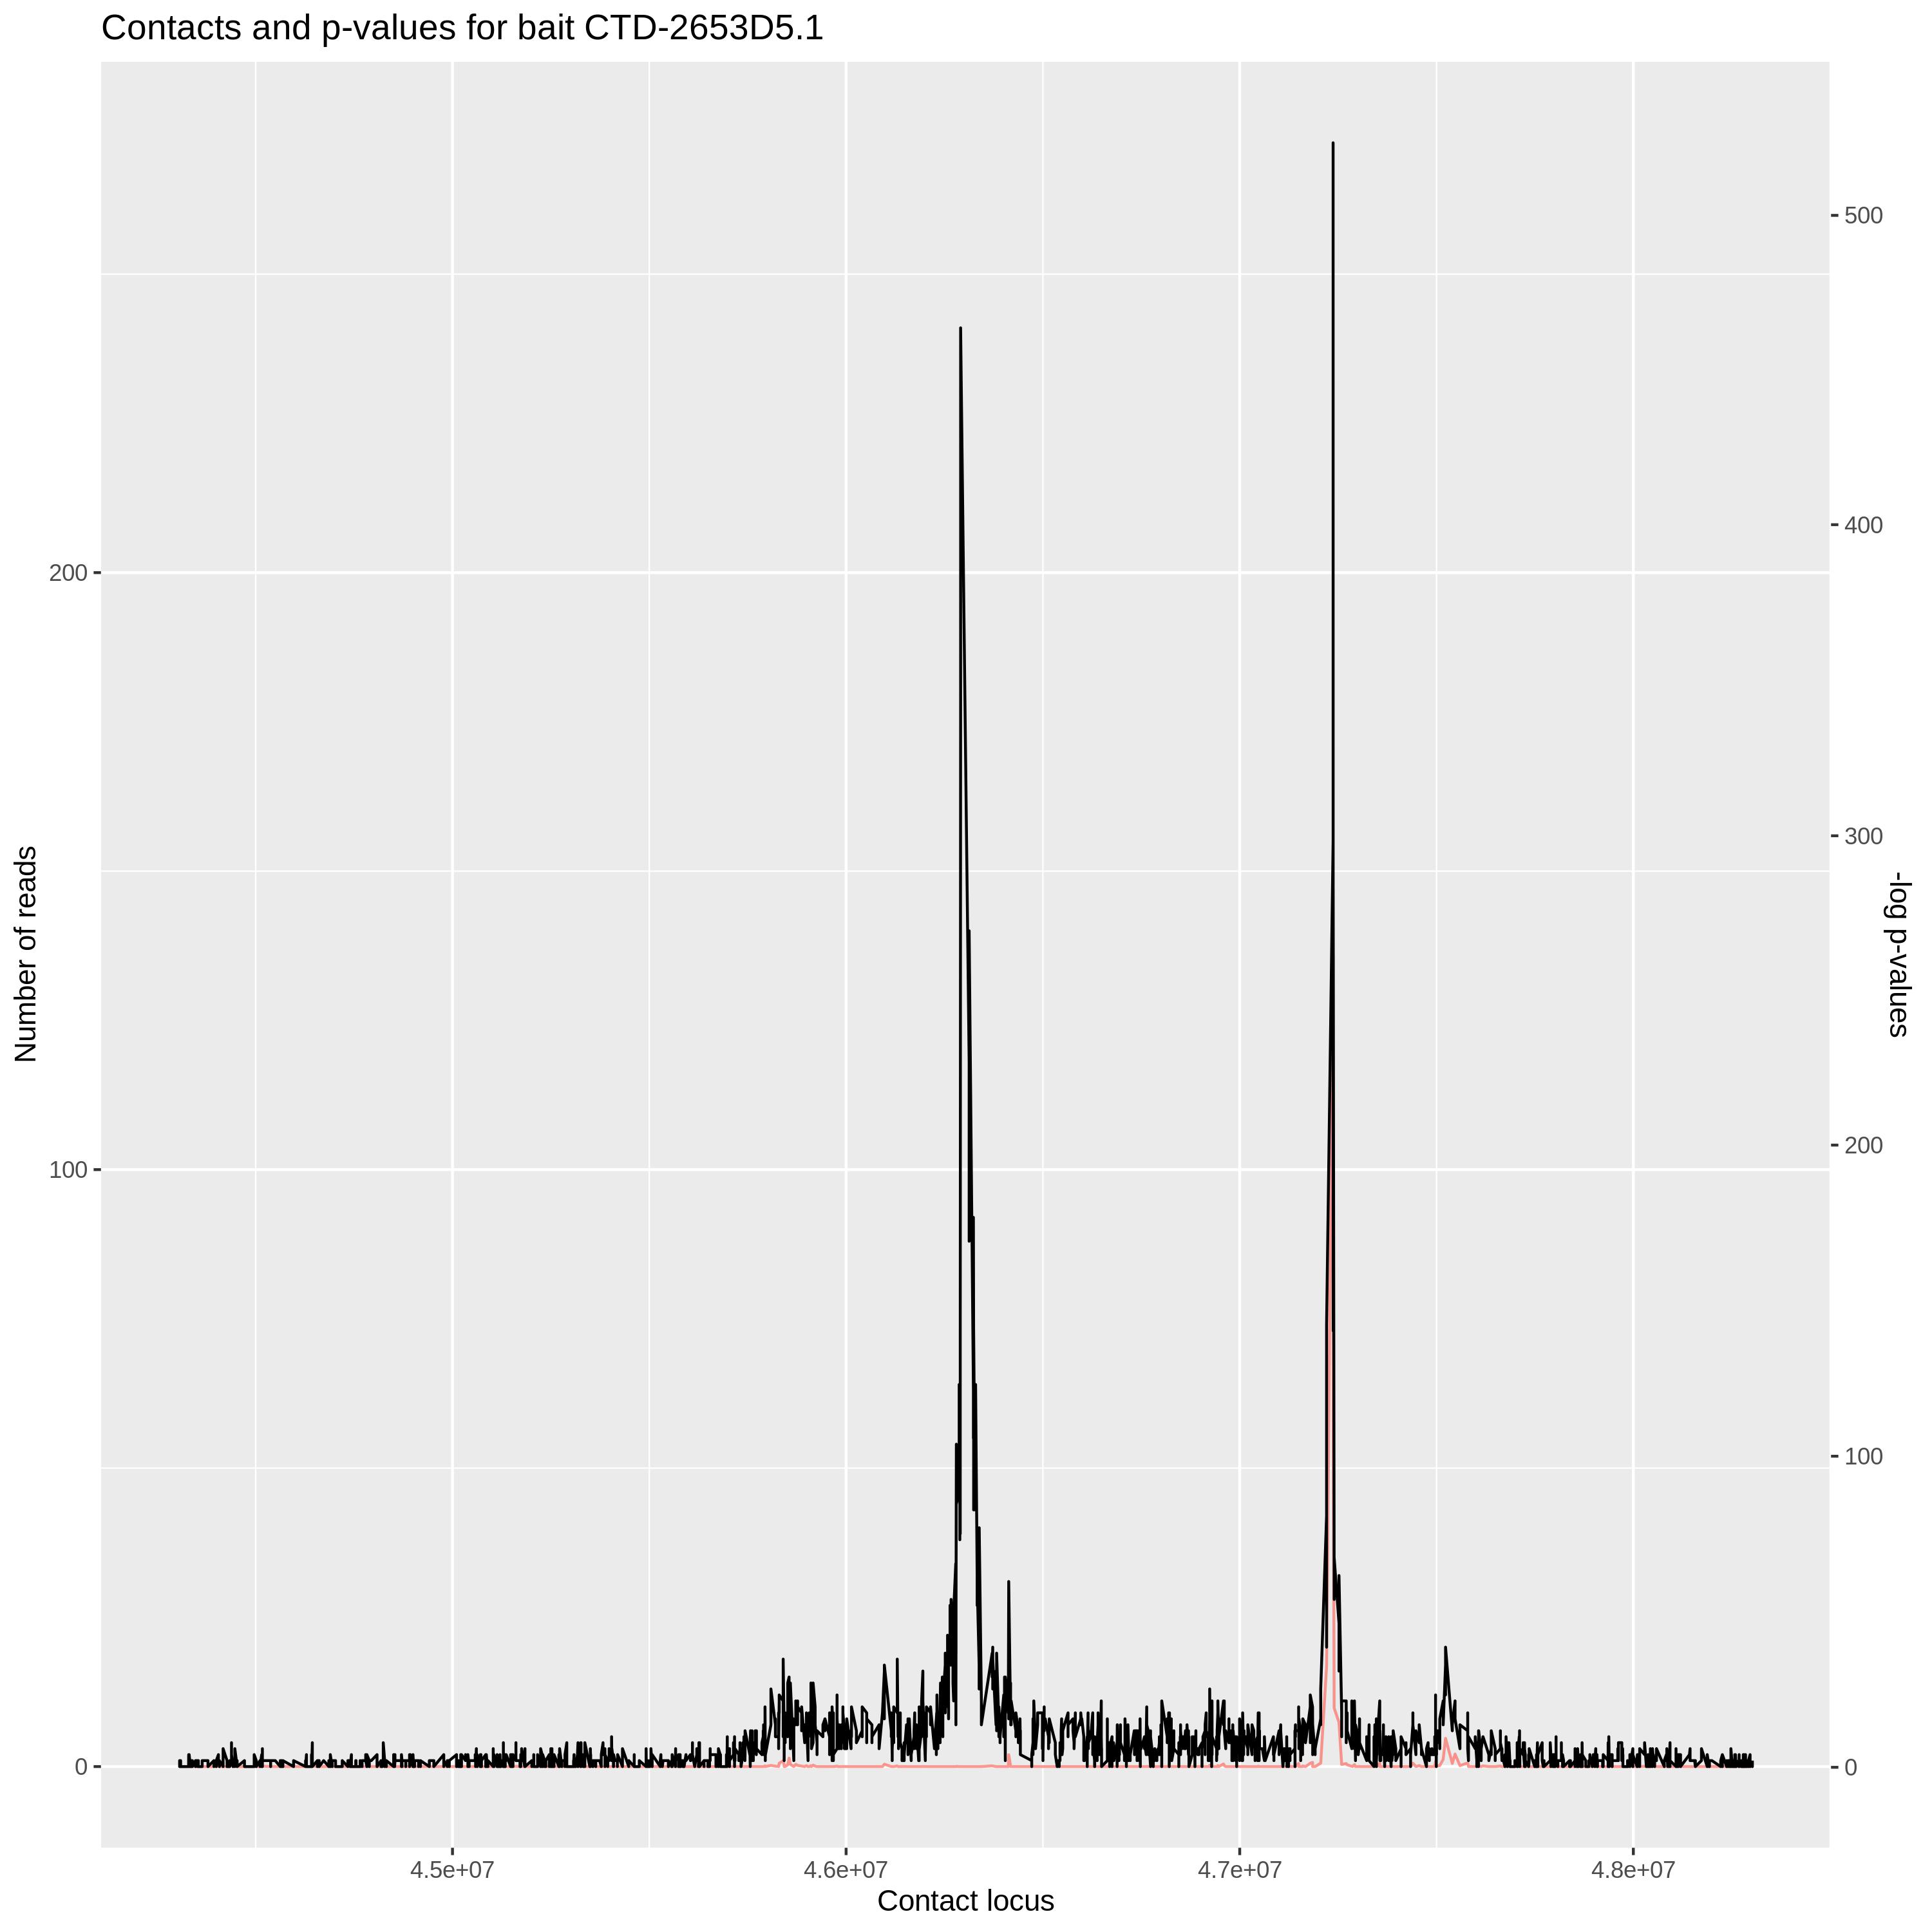 Contacts and p-values for bait CTD-2653D5.1
Number of reads
200
100
0
500
400
300
200
100
0
-log p-values
4.5e+07
4.6e+07
4.7e+07
4.8e+07
Contact locus